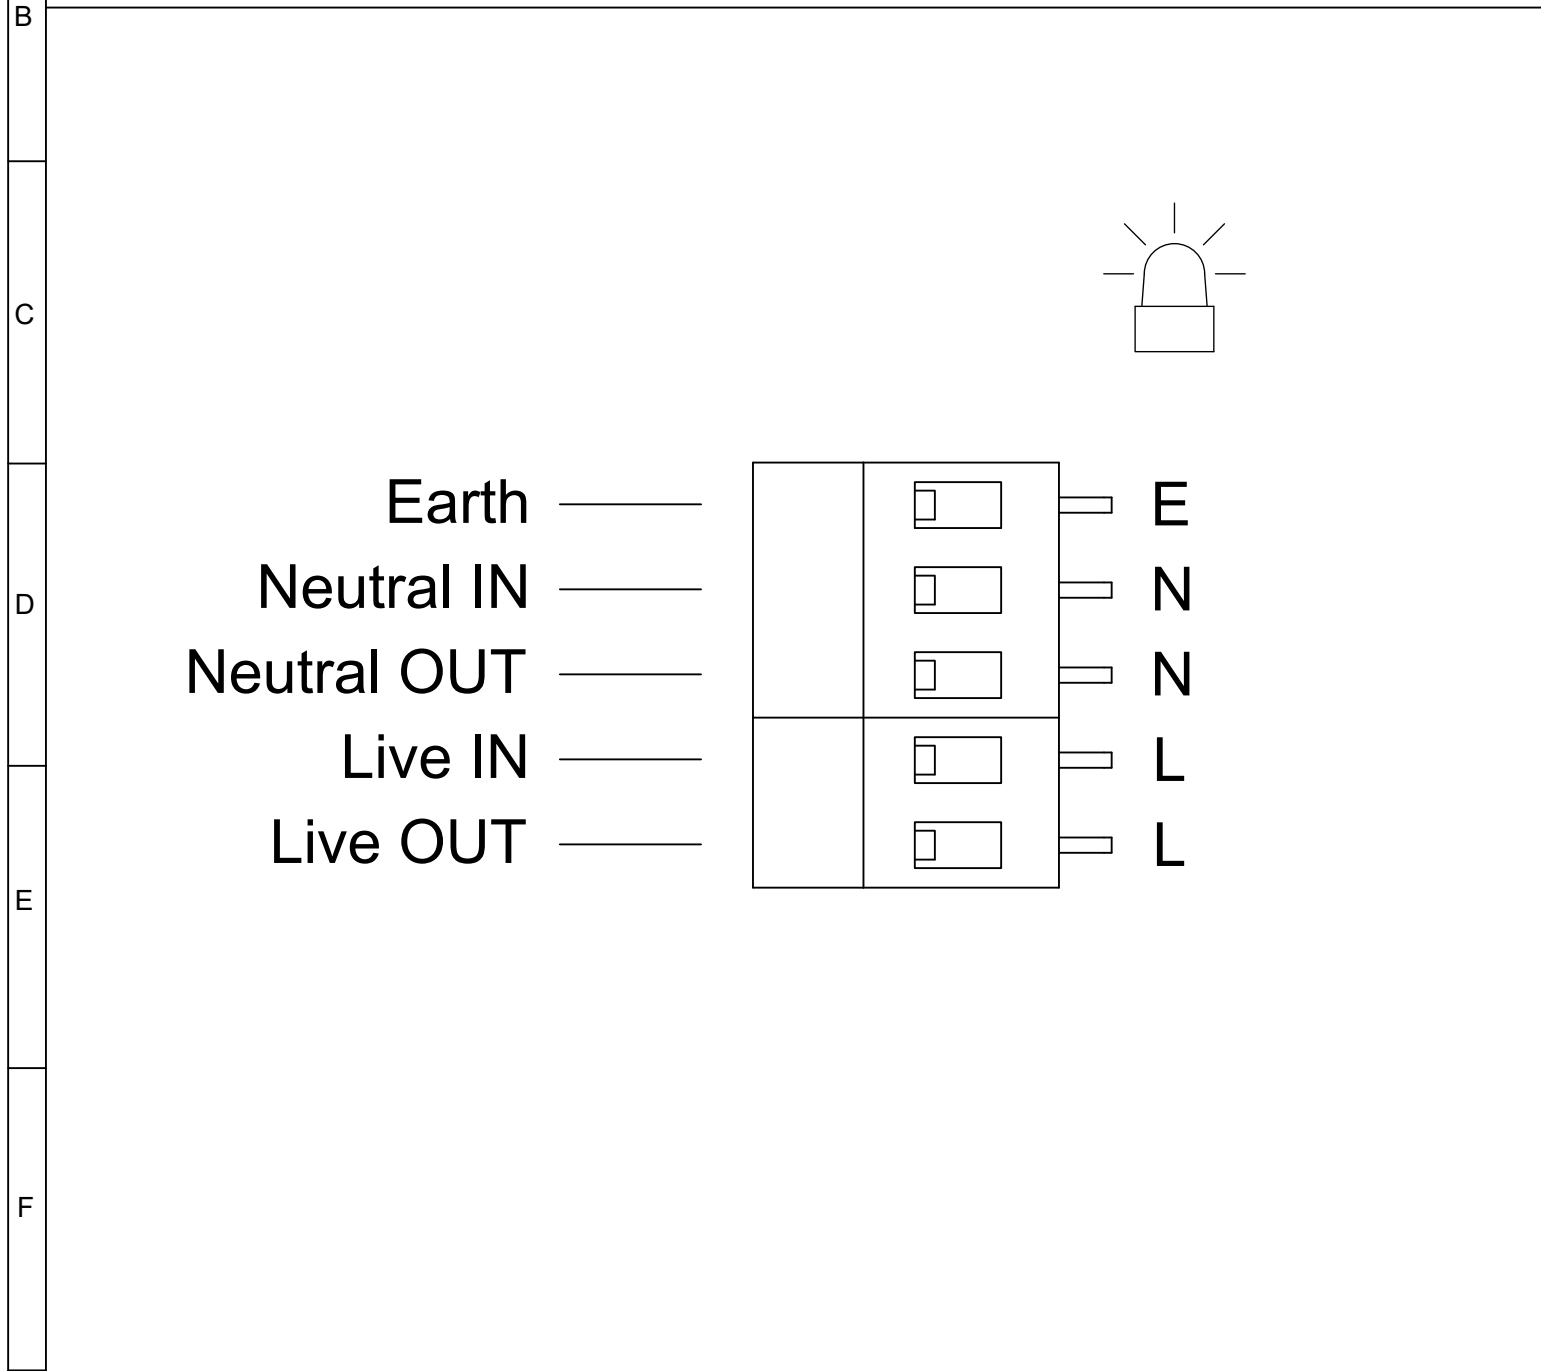 B
C
Earth E
Neutral IN N
D
Neutral OUT N
Live IN L
Live OUT L
E
F